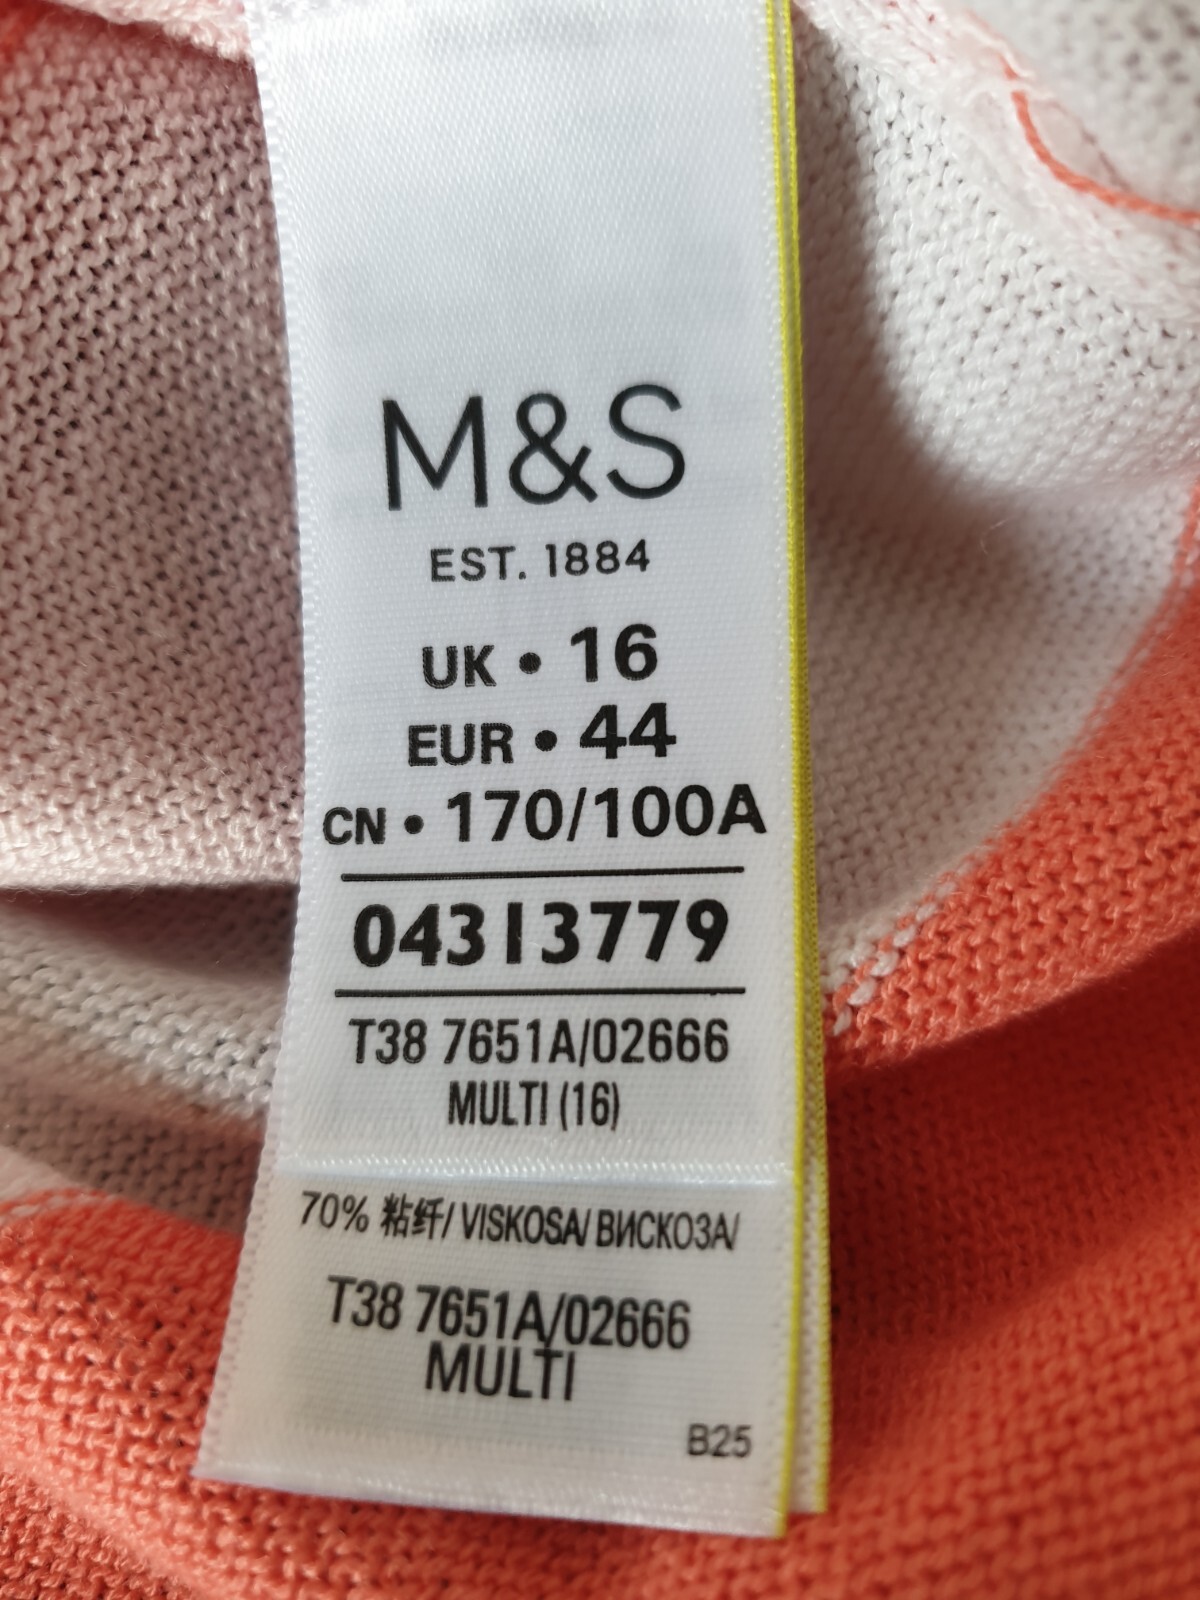 M&S
EST. 1884
UK • 16
EUR • 44
CN • 170/100A
04313779
T38 7651A/02666
MULTI (16)
70% 粘纤/ VISKOSA/ ВИСКОЗА/
T38 7651A/02666
MULTI
B25